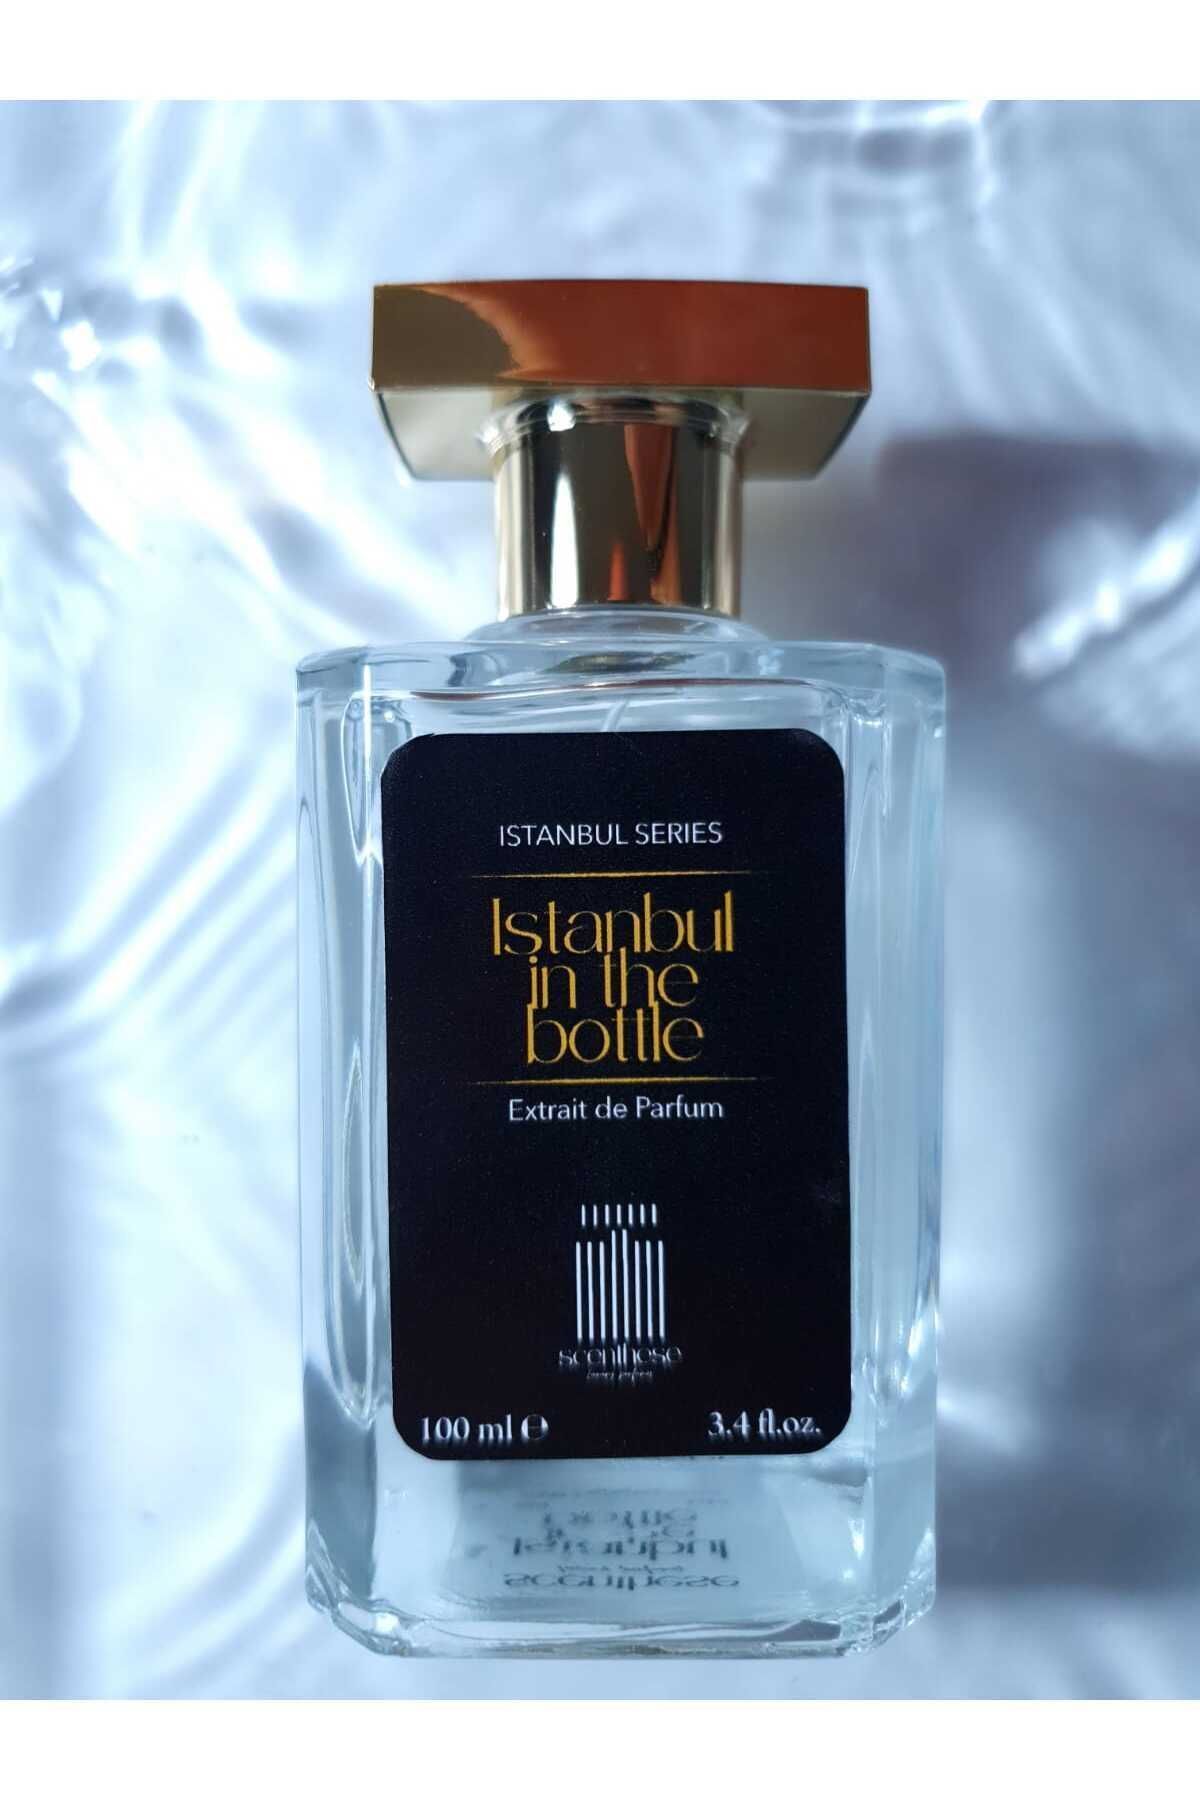 ISTANBUL SERIES
Istanbul
in the
bottle
Extrait de Parfum
scenthese
100 ml ℮
3.4 fl.oz.